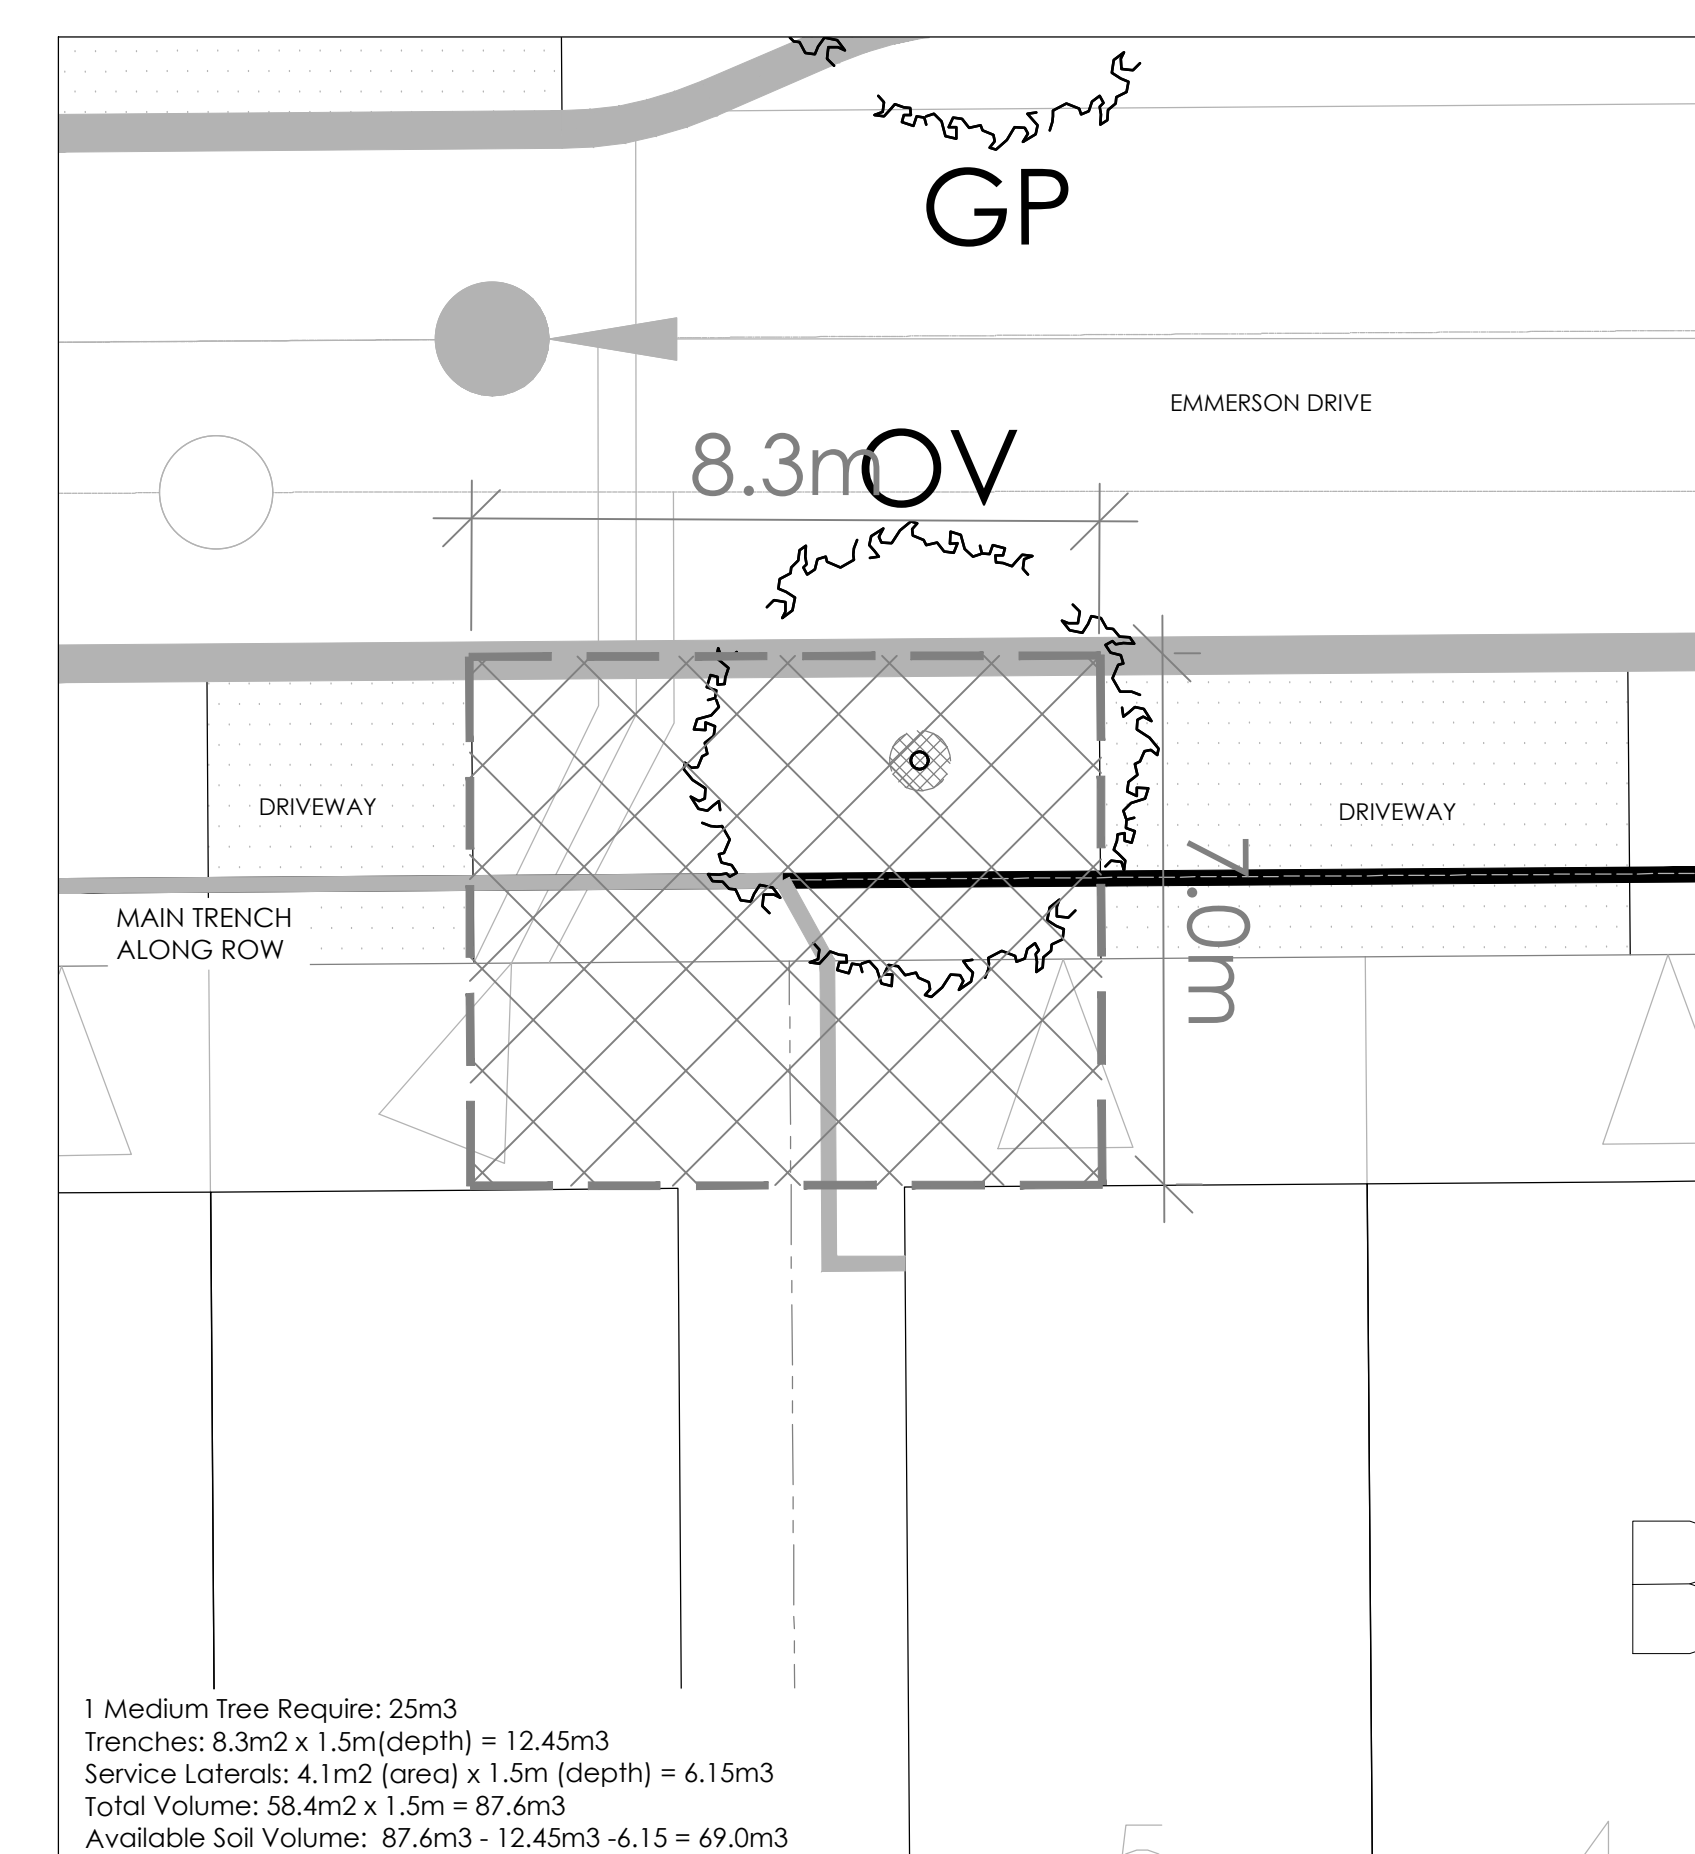 GP
EMMERSON DRIVE
8.3m
OV
DRIVEWAY
DRIVEWAY
7.0m
MAIN TRENCH
ALONG ROW
B
1 Medium Tree Require: 25m3
Trenches: 8.3m2 x 1.5m(depth) = 12.45m3
Service Laterals: 4.1m2 (area) x 1.5m (depth) = 6.15m3
Total Volume: 58.4m2 x 1.5m = 87.6m3
Available Soil Volume:  87.6m3 - 12.45m3 -6.15 = 69.0m3